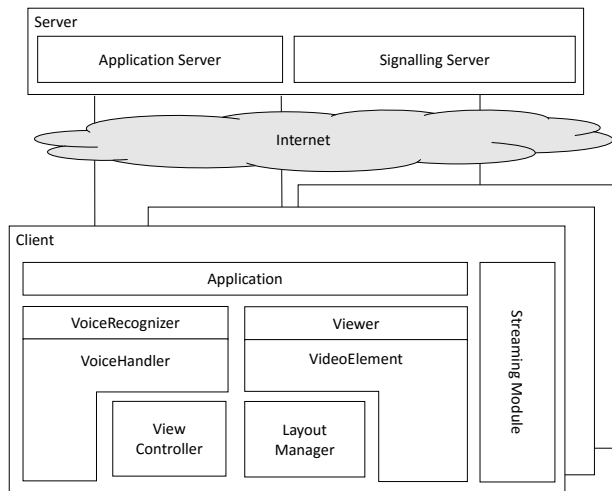 Server
Application Server
Signalling Server
Internet
Client
Application
VoiceRecognizer
Viewer
VoiceHandler
VideoElement
View
Controller
Layout
Manager
Streaming Module